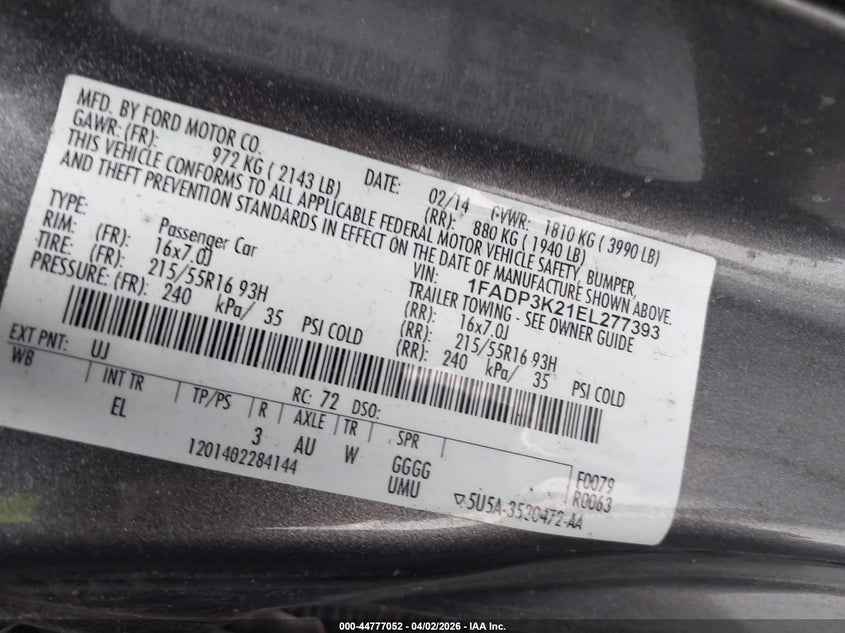 MFD. BY FORD MOTOR CO.
DATE: 02/14 GVWR: 1810 KG ( 3990 LB)
GAWR: (FR): 972 KG ( 2143 LB) (RR): 880 KG ( 1940 LB)
THIS VEHICLE CONFORMS TO ALL APPLICABLE FEDERAL MOTOR VEHICLE SAFETY, BUMPER,
AND THEFT PREVENTION STANDARDS IN EFFECT ON THE DATE OF MANUFACTURE SHOWN ABOVE.
VIN: 1FADP3K21EL277393
TYPE: Passenger Car TRAILER TOWING - SEE OWNER GUIDE
RIM: (FR): 16x7.0J (RR): 16x7.0J
TIRE: (FR): 215/55R16 93H (RR): 215/55R16 93H
PRESSURE: (FR): 240 kPa/ 35 PSI COLD (RR): 240 kPa/ 35 PSI COLD
EXT PNT: UJ RC: 72 DSO:
WB INT TR TP/PS R AXLE TR SPR
EL 3 AU W GGGG F0079
1201402284144 UMU R0063
5U5A-3520472-AA
000-44777052 - 04/02/2026 - IAA Inc.